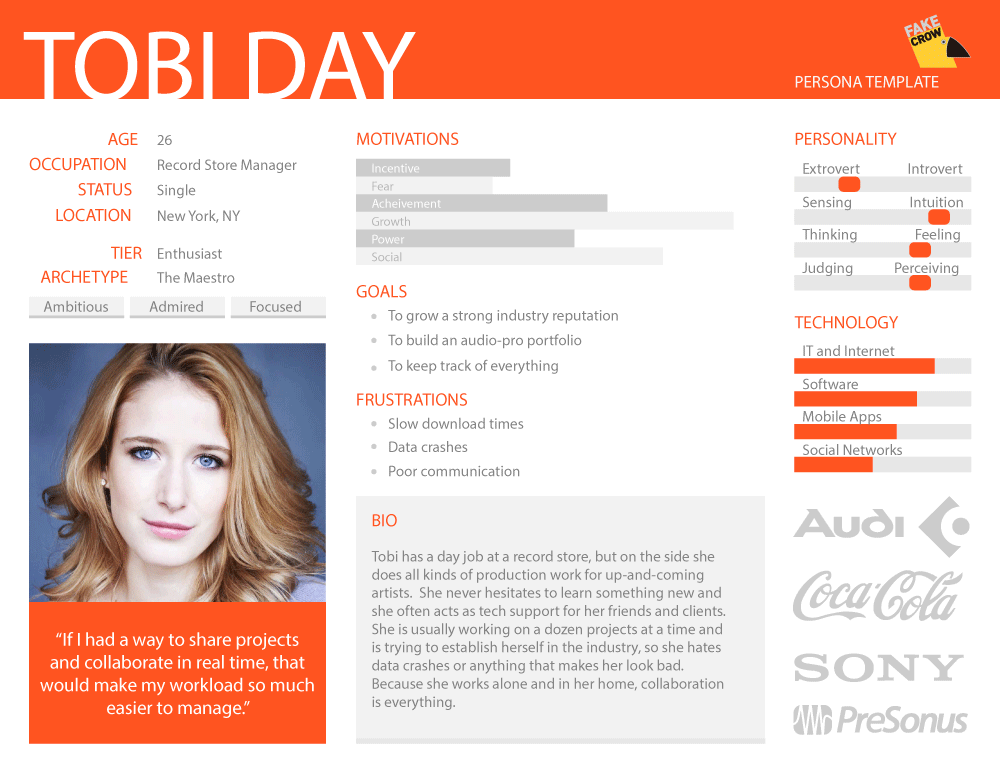 TOBI DAY
FAKE
CROW
PERSONA TEMPLATE
AGE 26
OCCUPATION Record Store Manager
STATUS Single
LOCATION New York, NY
TIER Enthusiast
ARCHETYPE The Maestro
Ambitious Admired Focused
“If I had a way to share projects
and collaborate in real time, that
would make my workload so much
easier to manage.”
MOTIVATIONS
Incentive
Fear
Acheivement
Growth
Power
Social
GOALS
To grow a strong industry reputation
To build an audio-pro portfolio
To keep track of everything
FRUSTRATIONS
Slow download times
Data crashes
Poor communication
BIO
Tobi has a day job at a record store, but on the side she
does all kinds of production work for up-and-coming
artists.  She never hesitates to learn something new and
she often acts as tech support for her friends and clients.
She is usually working on a dozen projects at a time and
is trying to establish herself in the industry, so she hates
data crashes or anything that makes her look bad.
Because she works alone and in her home, collaboration
is everything.
PERSONALITY
Extrovert Introvert
Sensing Intuition
Thinking Feeling
Judging Perceiving
TECHNOLOGY
IT and Internet
Software
Mobile Apps
Social Networks
Audi
Coca-Cola
SONY
PreSonus